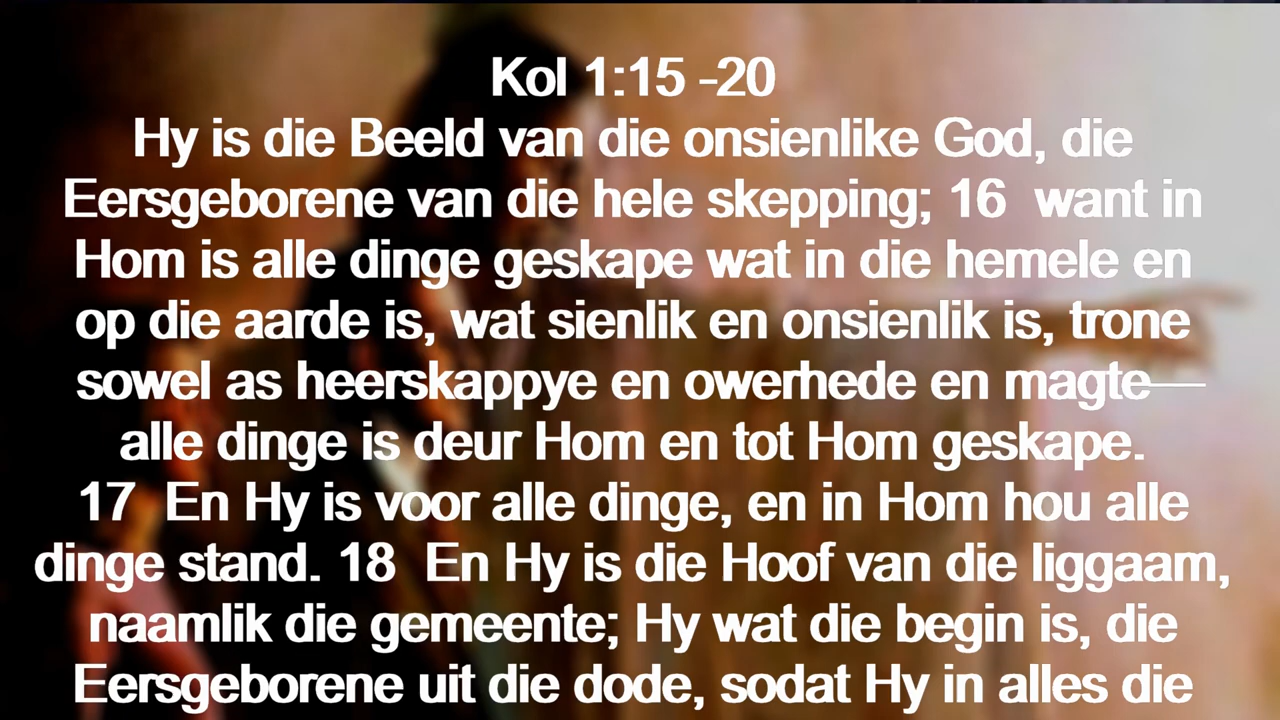 Kol 1:15 -20
Hy is die Beeld van die onsienlike God, die
Eersgeborene van die hele skepping; 16 want in
Hom is alle dinge geskape wat in die hemele en
op die aarde is, wat sienlik en onsienlik is, trone
sowel as heerskappye en owerhede en magte—
alle dinge is deur Hom en tot Hom geskape.
17 En Hy is voor alle dinge, en in Hom hou alle
dinge stand. 18 En Hy is die Hoof van die liggaam,
naamlik die gemeente; Hy wat die begin is, die
Eersgeborene uit die dode, sodat Hy in alles die